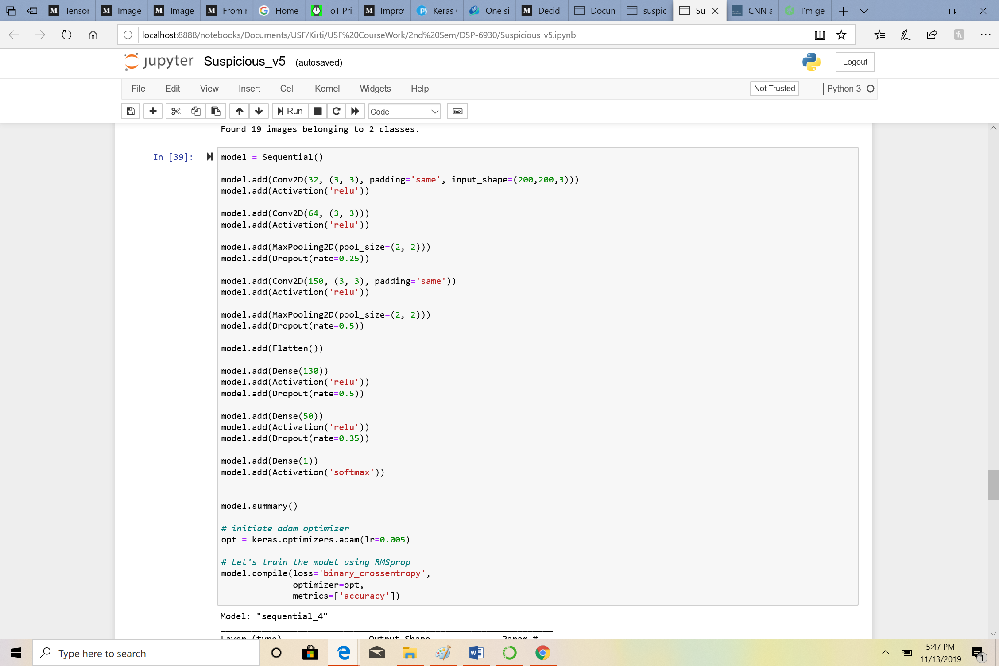 Tensor
Image
Image
From r
Home
IoT Pri
Impro
Keras
One si
Decidi
Docun
suspic
Su
CNN a
I'm ge
localhost:8888/notebooks/Documents/USF/Kirti/USF%20CourseWork/2nd%20Sem/DSP-6930/Suspicious_v5.ipynb
jupyter Suspicious_v5 (autosaved)
Logout
File Edit View Insert Cell Kernel Widgets Help
Not Trusted
Python 3
Run
Code
Found 19 images belonging to 2 classes.
In [39]:
model = Sequential()
model.add(Conv2D(32, (3, 3), padding='same', input_shape=(200,200,3)))
model.add(Activation('relu'))
model.add(Conv2D(64, (3, 3)))
model.add(Activation('relu'))
model.add(MaxPooling2D(pool_size=(2, 2)))
model.add(Dropout(rate=0.25))
model.add(Conv2D(150, (3, 3), padding='same'))
model.add(Activation('relu'))
model.add(MaxPooling2D(pool_size=(2, 2)))
model.add(Dropout(rate=0.5))
model.add(Flatten())
model.add(Dense(130))
model.add(Activation('relu'))
model.add(Dropout(rate=0.5))
model.add(Dense(50))
model.add(Activation('relu'))
model.add(Dropout(rate=0.35))
model.add(Dense(1))
model.add(Activation('softmax'))
model.summary()
# initiate adam optimizer
opt = keras.optimizers.adam(lr=0.005)
# Let's train the model using RMSprop
model.compile(loss='binary_crossentropy',
optimizer=opt,
metrics=['accuracy'])
Model: "sequential_4"
Layer (type) Output Shape Param #
Type here to search
5:47 PM
11/13/2019
1